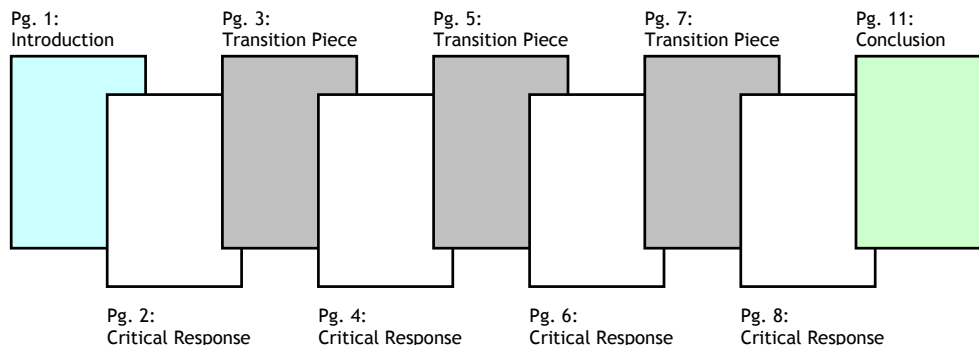 Pg. 1:
Introduction
Pg. 3:
Transition Piece
Pg. 5:
Transition Piece
Pg. 7:
Transition Piece
Pg. 11:
Conclusion
Pg. 2:
Critical Response
Pg. 4:
Critical Response
Pg. 6:
Critical Response
Pg. 8:
Critical Response